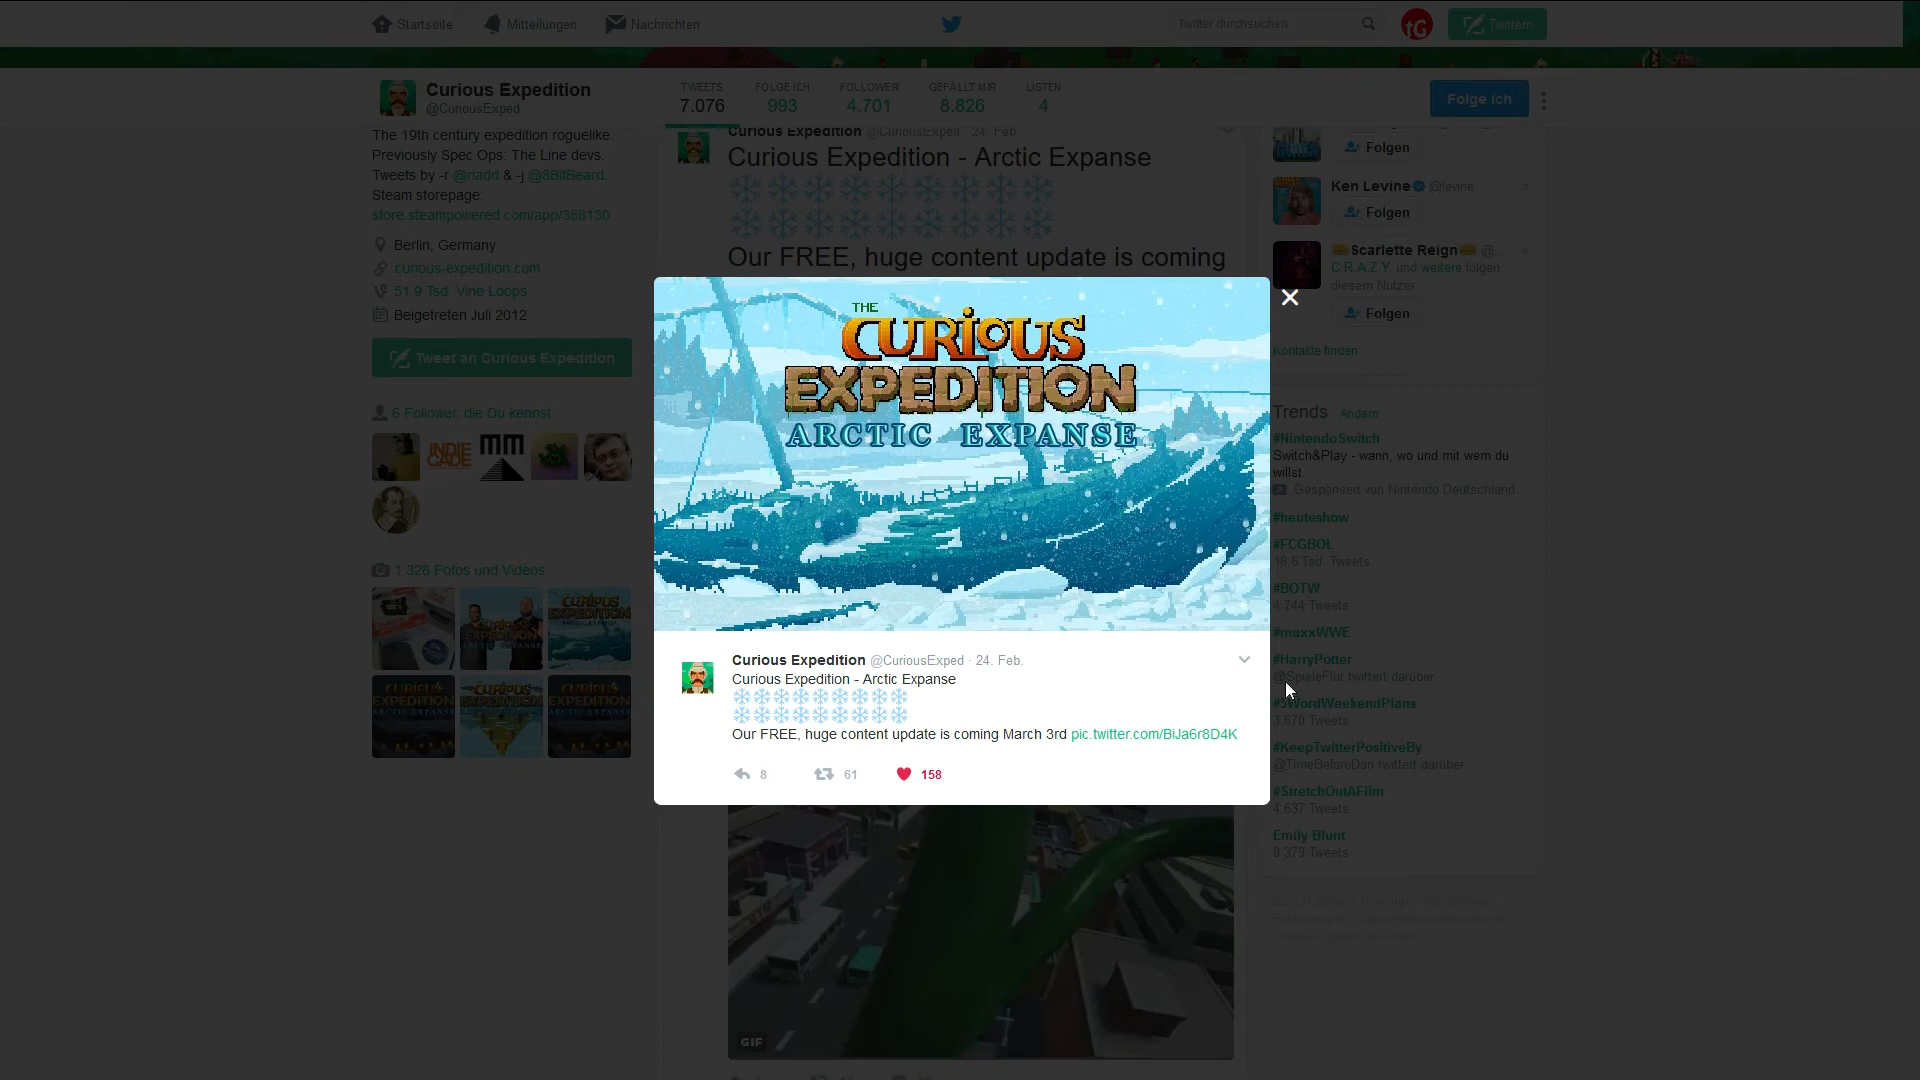 Startseite
Mitteilungen
Nachrichten
Twitter durchsuchen
tG
Twittern
Curious Expedition
@CuriousExped
TWEETS
7.076
FOLGE ICH
993
FOLLOWER
4.701
GEFÄLLT MIR
8.826
LISTEN
4
Folge ich
The 19th century expedition roguelike.
Previously Spec Ops: The Line devs.
Tweets by -r @riadd & -j @8BitBeard.
Steam storepage:
store.steampowered.com/app/358130
Berlin, Germany
curious-expedition.com
51.9 Tsd. Vine Loops
Beigetreten Juli 2012
Tweet an Curious Expedition
6 Follower, die Du kennst
INDIE
CADE
1.328 Fotos und Videos
Curious Expedition @CuriousExped · 24. Feb.
Curious Expedition - Arctic Expanse
Our FREE, huge content update is coming
THE
CURIOUS
EXPEDITION
ARCTIC EXPANSE
Curious Expedition @CuriousExped · 24. Feb.
Curious Expedition - Arctic Expanse
Our FREE, huge content update is coming March 3rd pic.twitter.com/BiJa6r8D4K
8
61
158
GIF
Folgen
Ken Levine @levine
Folgen
Scarlette Reign @..
C.R.A.Z.Y. und weitere folgen
diesem Nutzer
Folgen
Kontakte finden
Trends · Ändern
#NintendoSwitch
Switch&Play - wann, wo und mit wem du
willst
Gesponsert von Nintendo Deutschland
#heuteshow
#FCGBOL
18,6 Tsd. Tweets
#BOTW
4.744 Tweets
#maxxWWE
#HarryPotter
@SpieleFlut twittert darüber
#5WordWeekendPlans
3.670 Tweets
#KeepTwitterPositiveBy
@TimeBeforeDan twittert darüber
#StretchOutAFilm
4.637 Tweets
Emily Blunt
8.379 Tweets